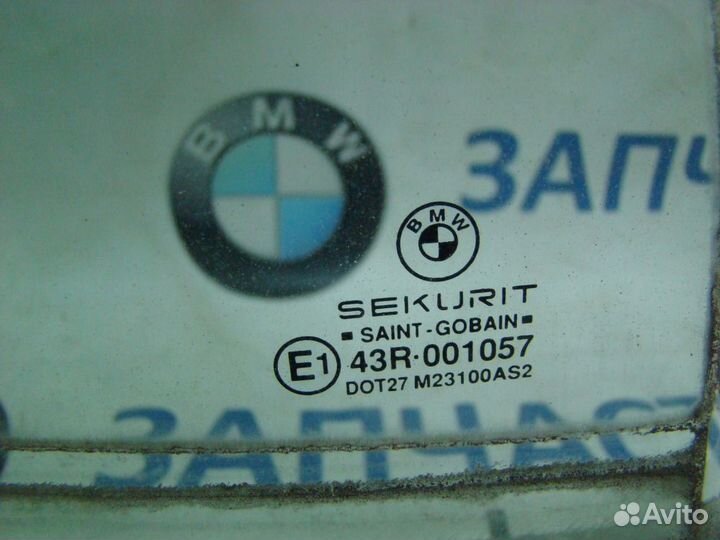 BMW
ЗАПЧ
BMW
SEKURIT
SAINT-GOBAIN
E1 43R-001057
DOT27 M23100AS2
ЗАПЧАСТ
Avito